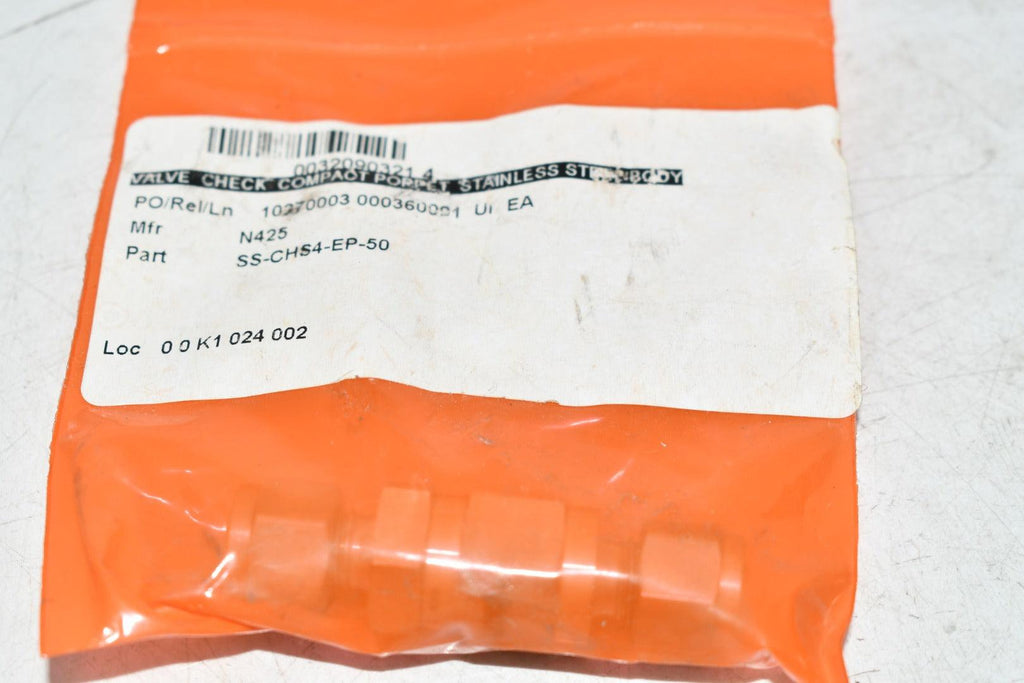 0032090321 4
VALVE CHECK COMPACT POPPET, STAINLESS STEEL BODY
PO/Rel/Ln 10270003 000360001 UI EA
Mfr N425
Part SS-CHS4-EP-50
Loc 0 0 K1 024 002